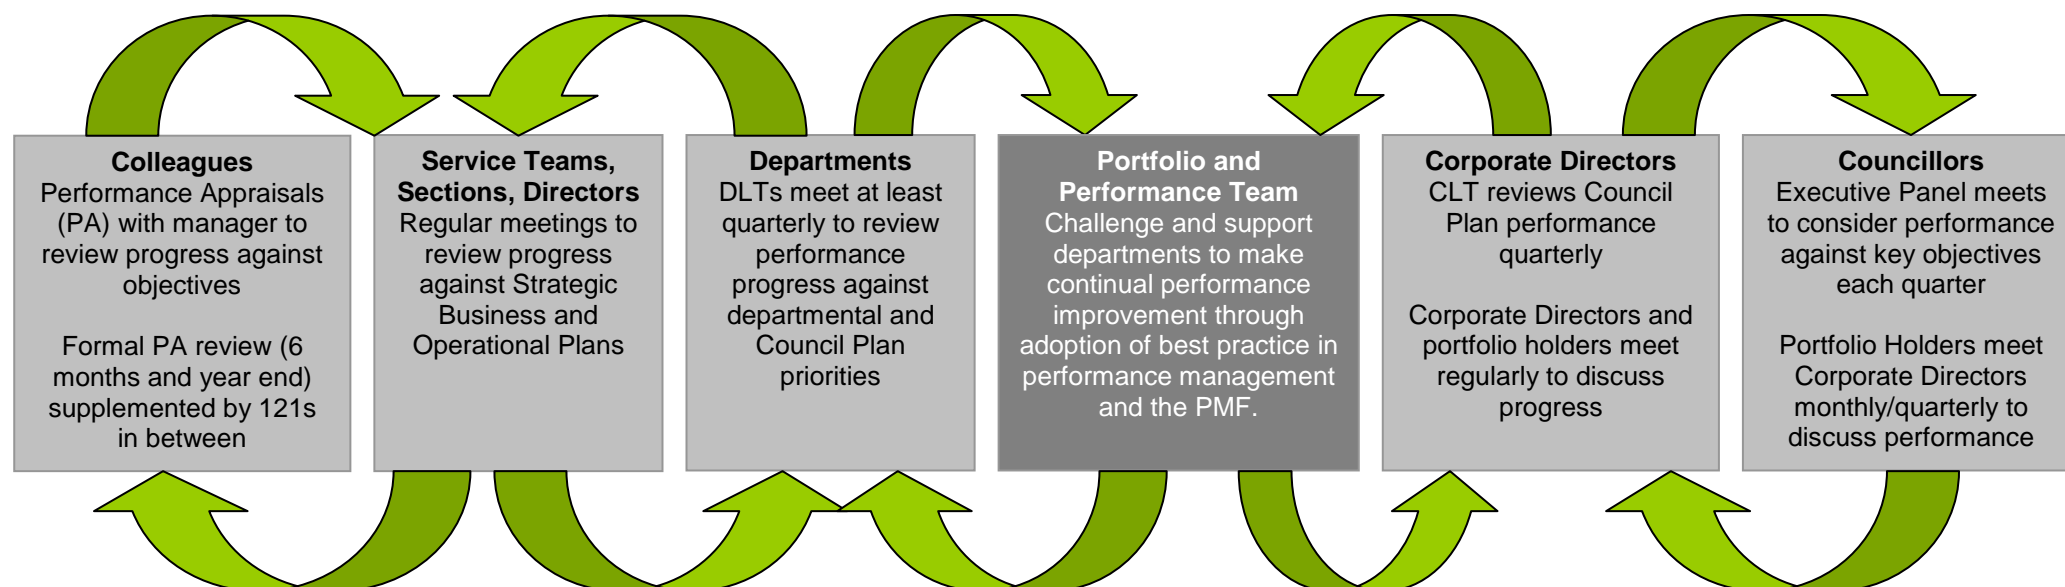 Colleagues
Performance Appraisals
(PA) with manager to
review progress against
objectives
Formal PA review (6
months and year end)
supplemented by 121s
in between
Service Teams,
Sections, Directors
Regular meetings to
review progress
against Strategic
Business and
Operational Plans
Departments
DLTs meet at least
quarterly to review
performance
progress against
departmental and
Council Plan
priorities
Portfolio and
Performance Team
Challenge and support
departments to make
continual performance
improvement through
adoption of best practice in
performance management
and the PMF.
Corporate Directors
CLT reviews Council
Plan performance
quarterly
Corporate Directors and
portfolio holders meet
regularly to discuss
progress
Councillors
Executive Panel meets
to consider performance
against key objectives
each quarter
Portfolio Holders meet
Corporate Directors
monthly/quarterly to
discuss performance